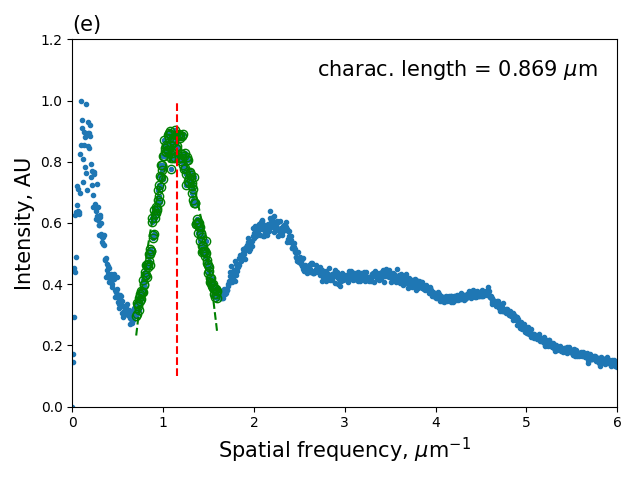 (e)
charac. length = 0.869 μm
Intensity, AU
1.2
1.0
0.8
0.6
0.4
0.2
0.0
0 1 2 3 4 5 6
Spatial frequency, μm⁻¹